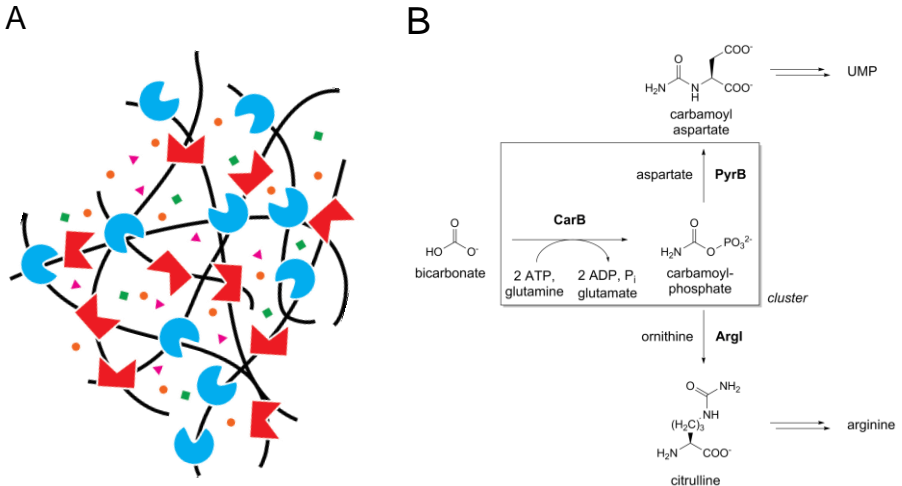 A
B
COO⁻
O
H₂N
N
H
COO⁻
carbamoyl
aspartate
UMP
aspartate
PyrB
CarB
O
HO
O⁻
bicarbonate
2 ATP,
glutamine
2 ADP, Pᵢ
glutamate
O
H₂N
O
PO₃²⁻
carbamoyl-
phosphate
cluster
ornithine
ArgI
O
NH₂
NH
(H₂C)₃
H₂N
COO⁻
citrulline
arginine